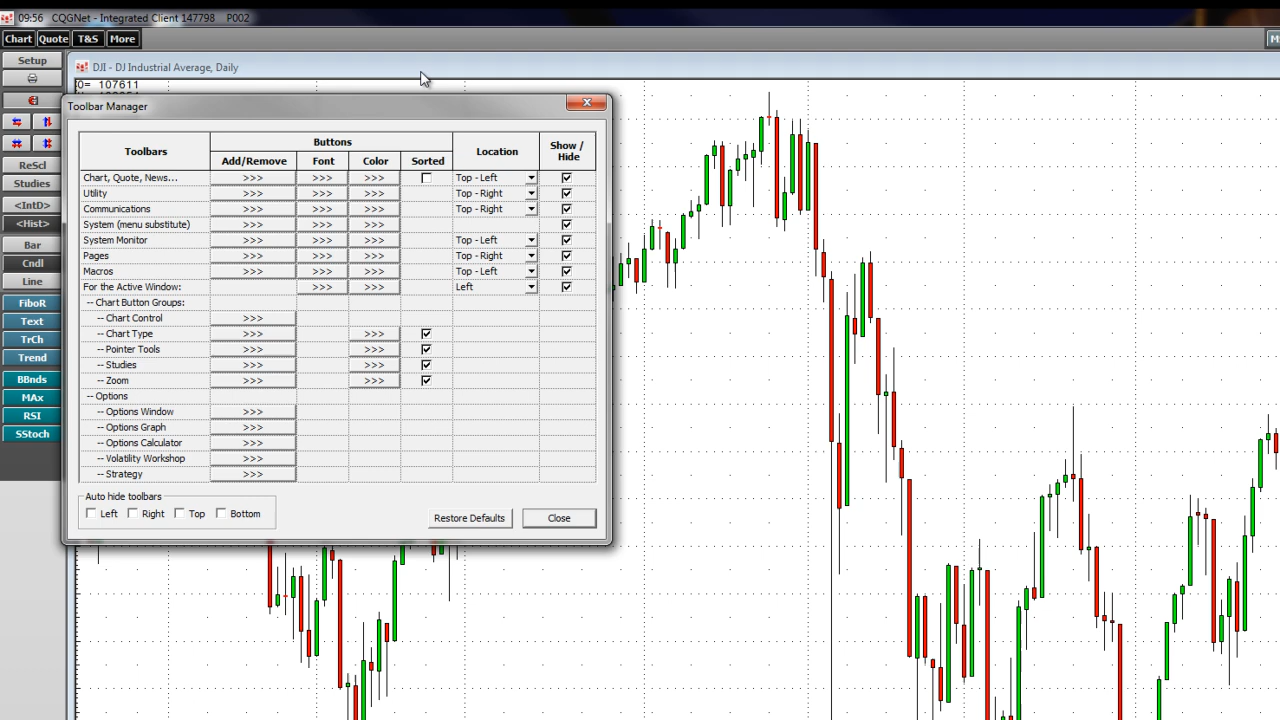 09:56 CQGNet - Integrated Client 147798 P002
Chart Quote T&S More
Setup
DJI - DJ Industrial Average, Daily
O= 107611
Toolbar Manager
Toolbars Buttons Location Show / Hide
Add/Remove Font Color Sorted
Chart, Quote, News... >>> >>> >>> Top - Left
Utility >>> >>> >>> Top - Right
Communications >>> >>> >>> Top - Right
System (menu substitute) >>> >>> >>>
System Monitor >>> >>> >>> Top - Left
Pages >>> >>> >>> Top - Right
Macros >>> >>> >>> Top - Left
For the Active Window: >>> >>> Left
-- Chart Button Groups:
-- Chart Control >>>
-- Chart Type >>> >>>
-- Pointer Tools >>> >>>
-- Studies >>> >>>
-- Zoom >>> >>>
-- Options
-- Options Window >>>
-- Options Graph >>>
-- Options Calculator >>>
-- Volatility Workshop >>>
-- Strategy >>>
Auto hide toolbars
Left Right Top Bottom
Restore Defaults Close
ReScl
Studies
<IntD>
<Hist>
Bar
Cndl
Line
FiboR
Text
TrCh
Trend
BBnds
MAx
RSI
SStoch